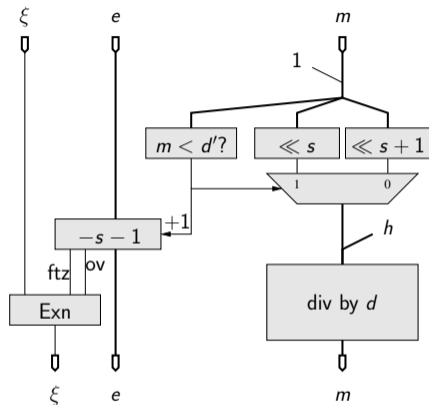 ξ e m
1
m < d′? ≪ s ≪ s + 1
1 0
+1
−s − 1
h
ftz ov
Exn
div by d
ξ e m